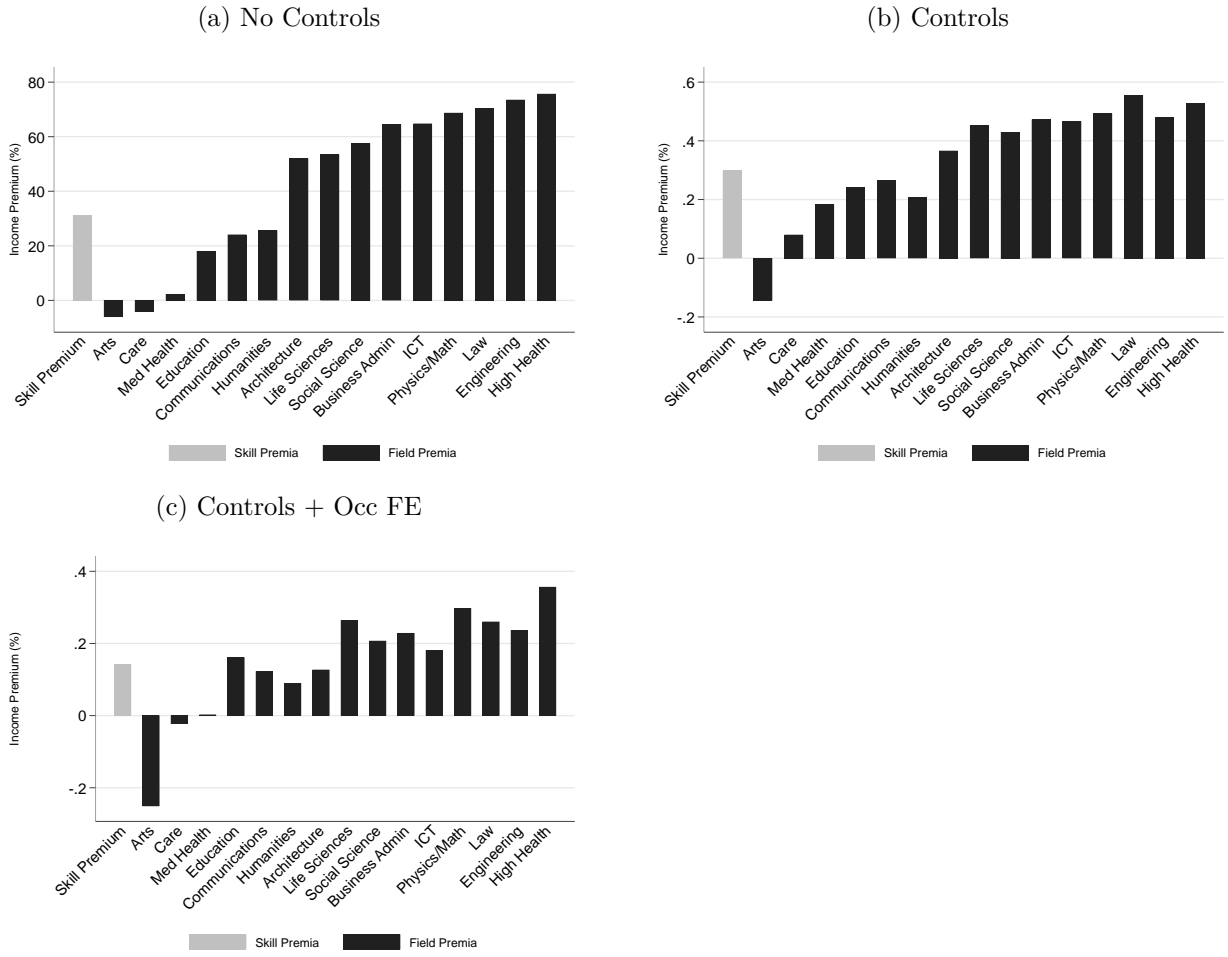 (a) No Controls
Income Premium (%)
80
60
40
20
0
Skill Premium
Arts
Care
Med Health
Education
Communications
Humanities
Architecture
Life Sciences
Social Science
Business Admin
ICT
Physics/Math
Law
Engineering
High Health
Skill Premia Field Premia
(b) Controls
Income Premium (%)
.6
.4
.2
0
-.2
Skill Premium
Arts
Care
Med Health
Education
Communications
Humanities
Architecture
Life Sciences
Social Science
Business Admin
ICT
Physics/Math
Law
Engineering
High Health
Skill Premia Field Premia
(c) Controls + Occ FE
Income Premium (%)
.4
.2
0
-.2
Skill Premium
Arts
Care
Med Health
Education
Communications
Humanities
Architecture
Life Sciences
Social Science
Business Admin
ICT
Physics/Math
Law
Engineering
High Health
Skill Premia Field Premia